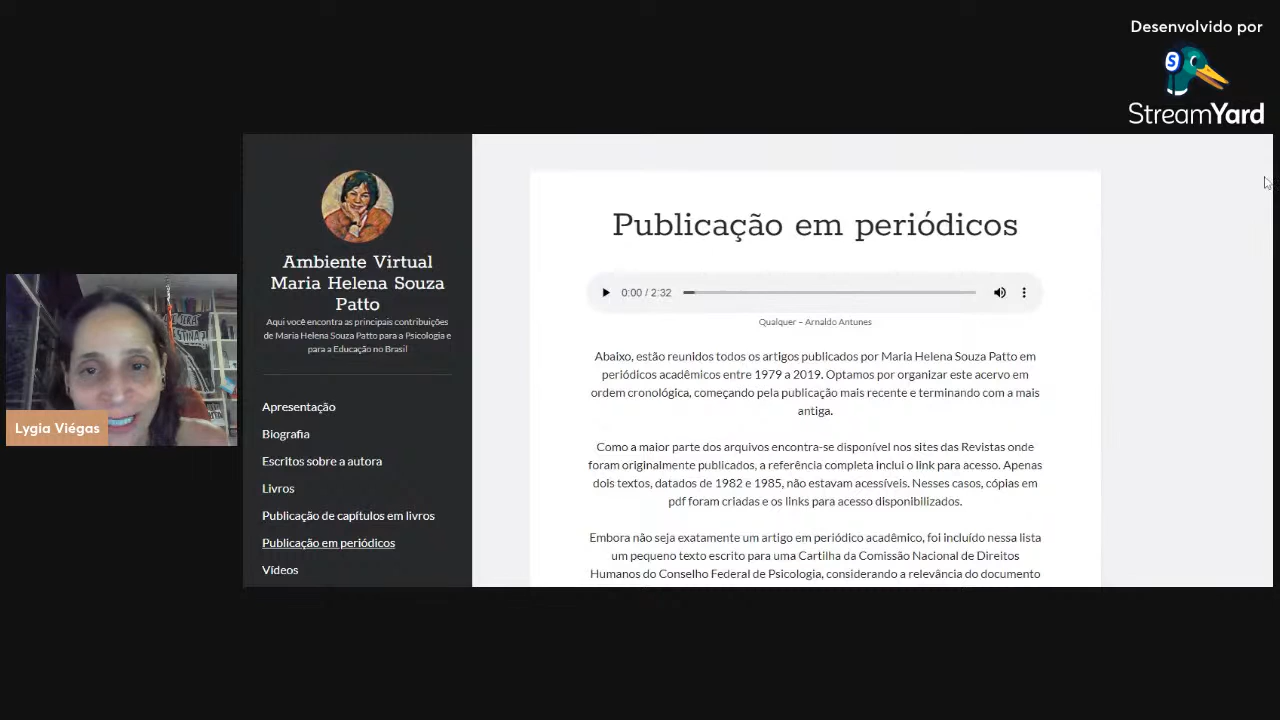 Desenvolvido por
StreamYard
Lygia Viégas
Ambiente Virtual
Maria Helena Souza
Patto
Aqui você encontra as principais contribuições
de Maria Helena Souza Patto para a Psicologia e
para a Educação no Brasil
Apresentação
Biografia
Escritos sobre a autora
Livros
Publicação de capítulos em livros
Publicação em periódicos
Vídeos
Publicação em periódicos
0:00 / 2:32
Qualquer – Arnaldo Antunes
Abaixo, estão reunidos todos os artigos publicados por Maria Helena Souza Patto em
periódicos acadêmicos entre 1979 a 2019. Optamos por organizar este acervo em
ordem cronológica, começando pela publicação mais recente e terminando com a mais
antiga.
Como a maior parte dos arquivos encontra-se disponível nos sites das Revistas onde
foram originalmente publicados, a referência completa inclui o link para acesso. Apenas
dois textos, datados de 1982 e 1985, não estavam acessíveis. Nesses casos, cópias em
pdf foram criadas e os links para acesso disponibilizados.
Embora não seja exatamente um artigo em periódico acadêmico, foi incluído nessa lista
um pequeno texto escrito para uma Cartilha da Comissão Nacional de Direitos
Humanos do Conselho Federal de Psicologia, considerando a relevância do documento